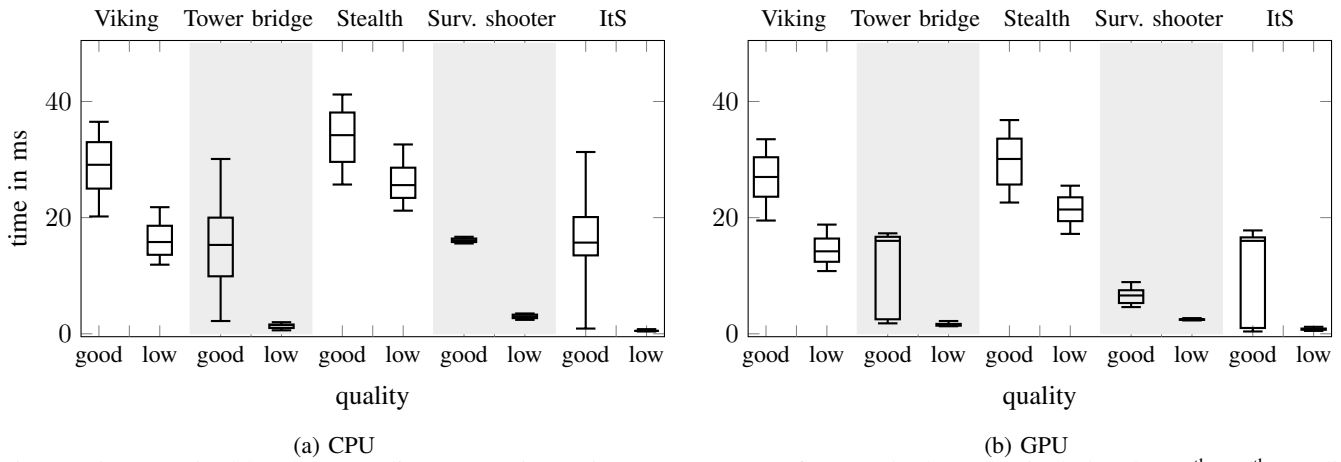 Viking Tower bridge Stealth Surv. shooter ItS
40
20
0
time in ms
good low good low good low good low good low
quality
(a) CPU
Viking Tower bridge Stealth Surv. shooter ItS
40
20
0
good low good low good low good low good low
quality
(b) GPU
th th